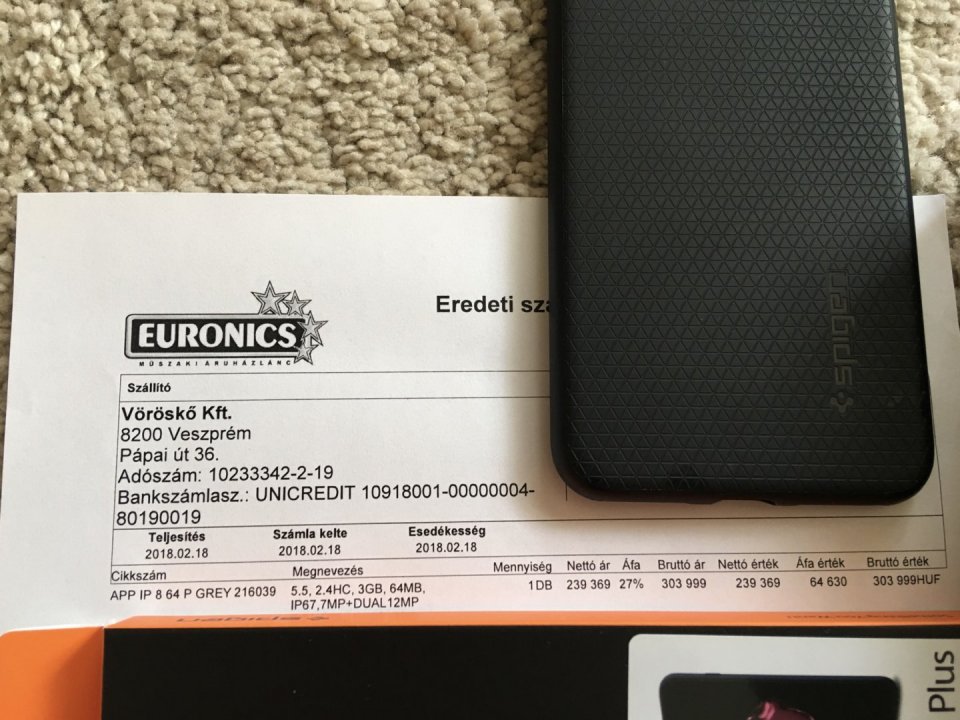 EURONICS
MŰSZAKI ÁRUHÁZLÁNC
Eredeti
Szállító
Vöröskő Kft.
8200 Veszprém
Pápai út 36.
Adószám: 10233342-2-19
Bankszámlasz.: UNICREDIT 10918001-00000004-
80190019
Teljesítés Számla kelte Esedékesség
2018.02.18 2018.02.18 2018.02.18
Cikkszám Megnevezés Mennyiség Nettó ár Áfa Bruttó ár Nettó érték Áfa érték Bruttó érték
APP IP 8 64 P GREY 216039 5.5, 2.4HC, 3GB, 64MB, 1DB 239 369 27% 303 999 239 369 64 630 303 999HUF
IP67,7MP+DUAL12MP
spigen
spigen
Plus